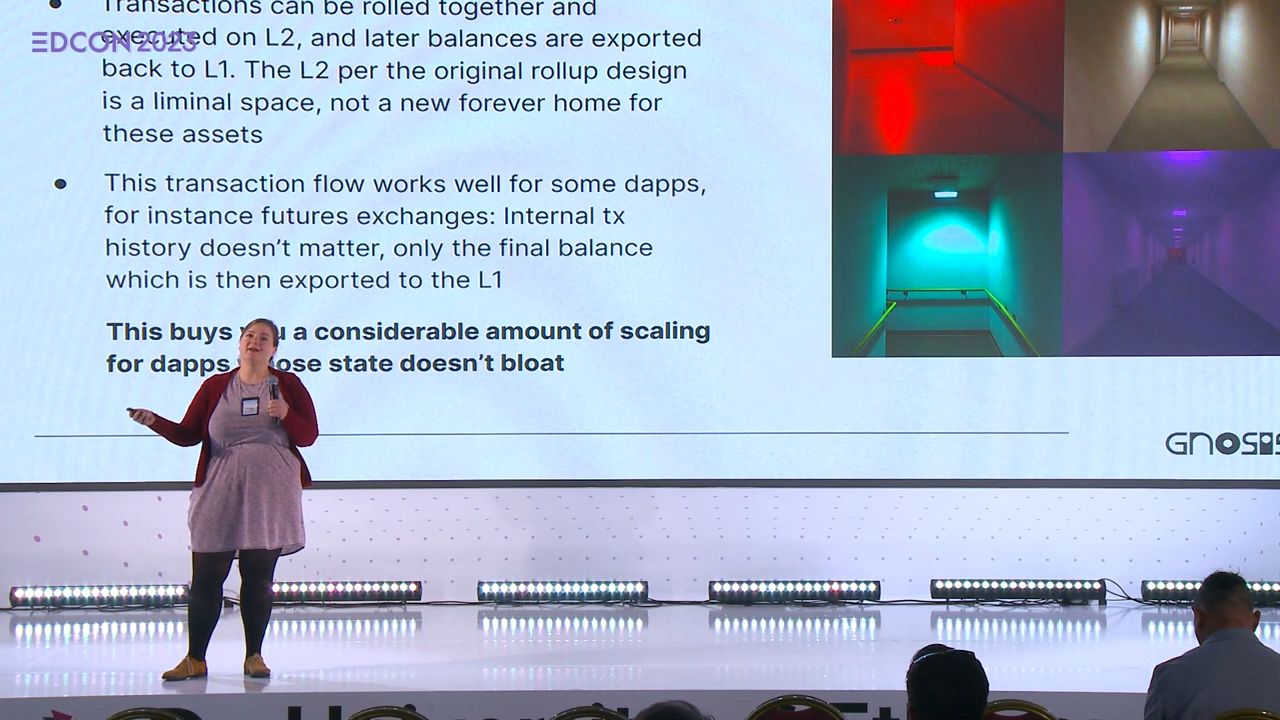 Transactions can be rolled together and
EDCON 2023
executed on L2, and later balances are exported
back to L1. The L2 per the original rollup design
is a liminal space, not a new forever home for
these assets
This transaction flow works well for some dapps,
for instance futures exchanges: Internal tx
history doesn't matter, only the final balance
which is then exported to the L1
This buys you a considerable amount of scaling
for dapps whose state doesn't bloat
GNOSIS